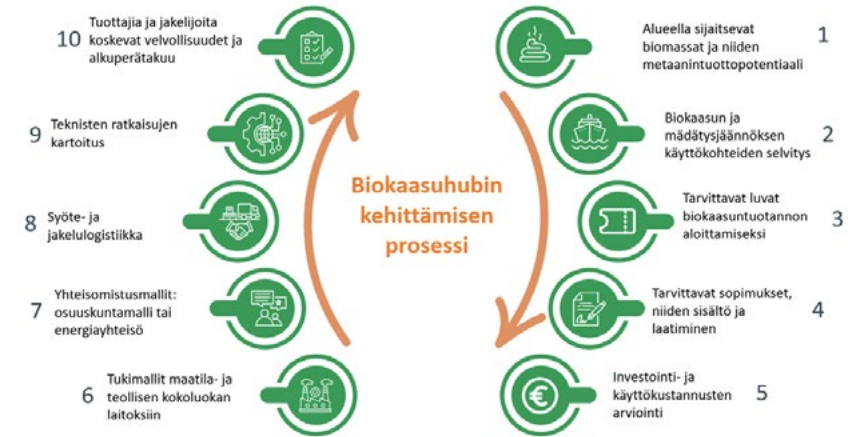 Biokaasuhubin
kehittämisen
prosessi
1
Alueella sijaitsevat
biomassat ja niiden
metaanintuottopotentiaali
2
Biokaasun ja
mädätysjäännöksen
käyttökohteiden selvitys
3
Tarvittavat luvat
biokaasuntuotannon
aloittamiseksi
4
Tarvittavat sopimukset,
niiden sisältö ja
laatiminen
5
Investointi- ja
käyttökustannusten
arviointi
6
Tukimallit maatila- ja
teollisen kokoluokan
laitoksiin
7
Yhteisomistusmallit:
osuuskuntamalli tai
energiayhteisö
8
Syöte- ja
jakelulogistiikka
9
Teknisten ratkaisujen
kartoitus
10
Tuottajia ja jakelijoita
koskevat velvollisuudet ja
alkuperätakuu